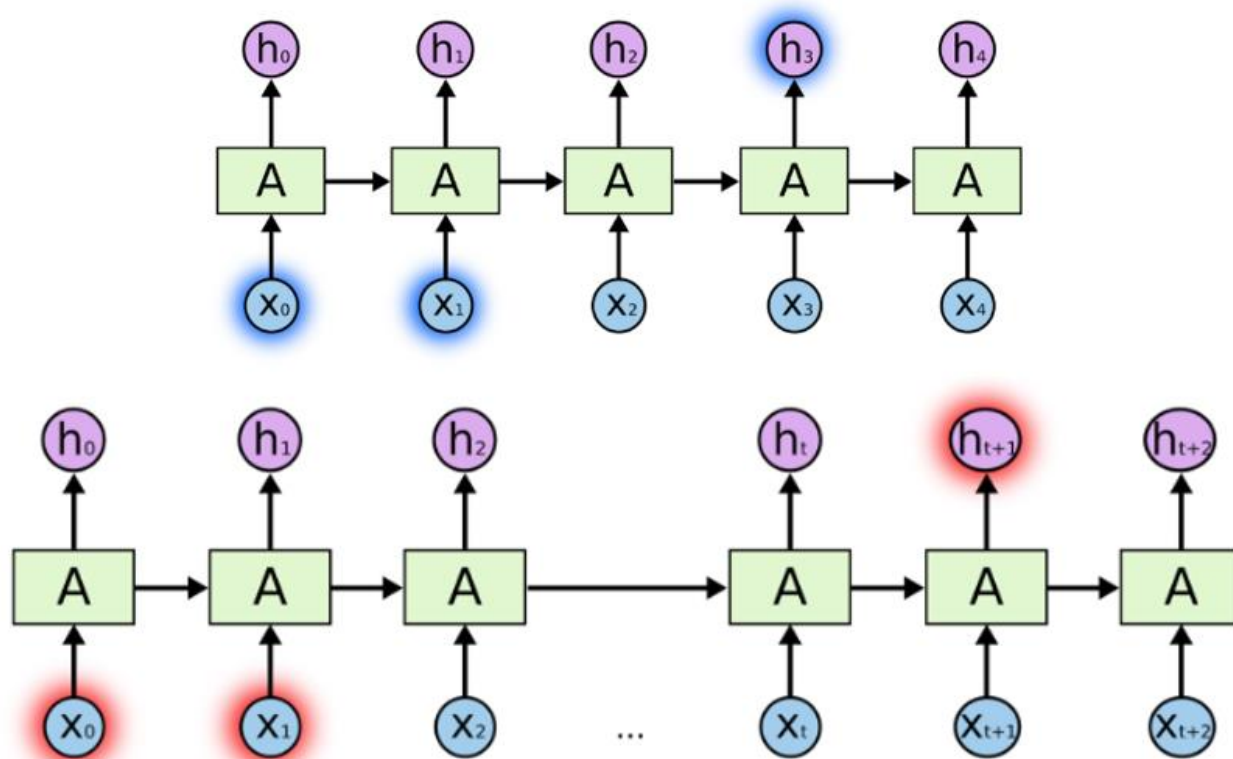 h₀ h₁ h₂ h₃ h₄
A A A A A
x₀ x₁ x₂ x₃ x₄
h₀ h₁ h₂ hₜ hₜ₊₁ hₜ₊₂
A A A A A A
x₀ x₁ x₂ ... xₜ xₜ₊₁ xₜ₊₂